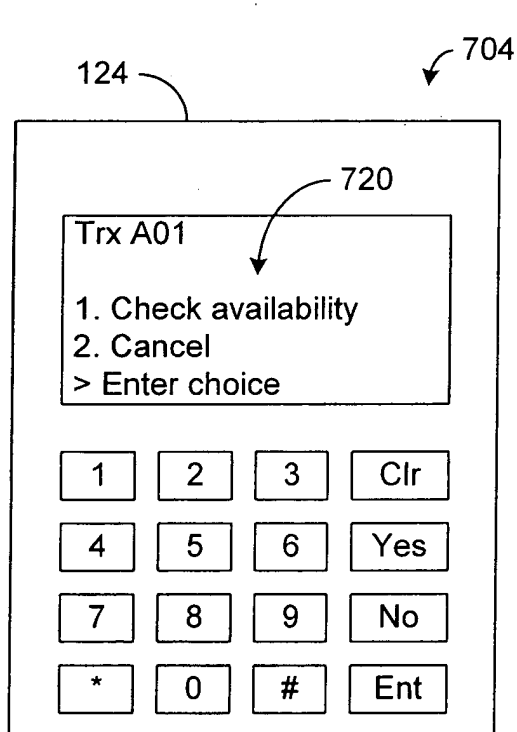 704
124
720
Trx A01
1. Check availability
2. Cancel
> Enter choice
1 2 3 Clr
4 5 6 Yes
7 8 9 No
* 0 # Ent